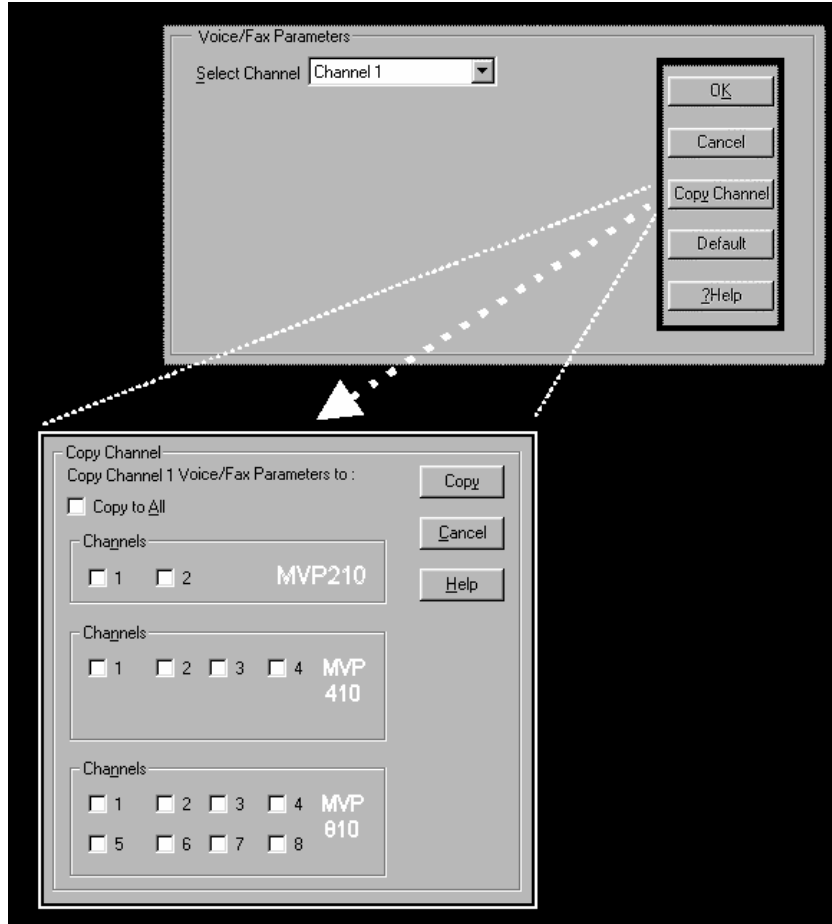 Voice/Fax Parameters
Select Channel Channel 1
OK
Cancel
Copy Channel
Default
?Help
Copy Channel
Copy Channel 1 Voice/Fax Parameters to :
Copy to All
Copy
Cancel
Help
Channels
1 2 MVP210
Channels
1 2 3 4 MVP
410
Channels
1 2 3 4 MVP
810
5 6 7 8